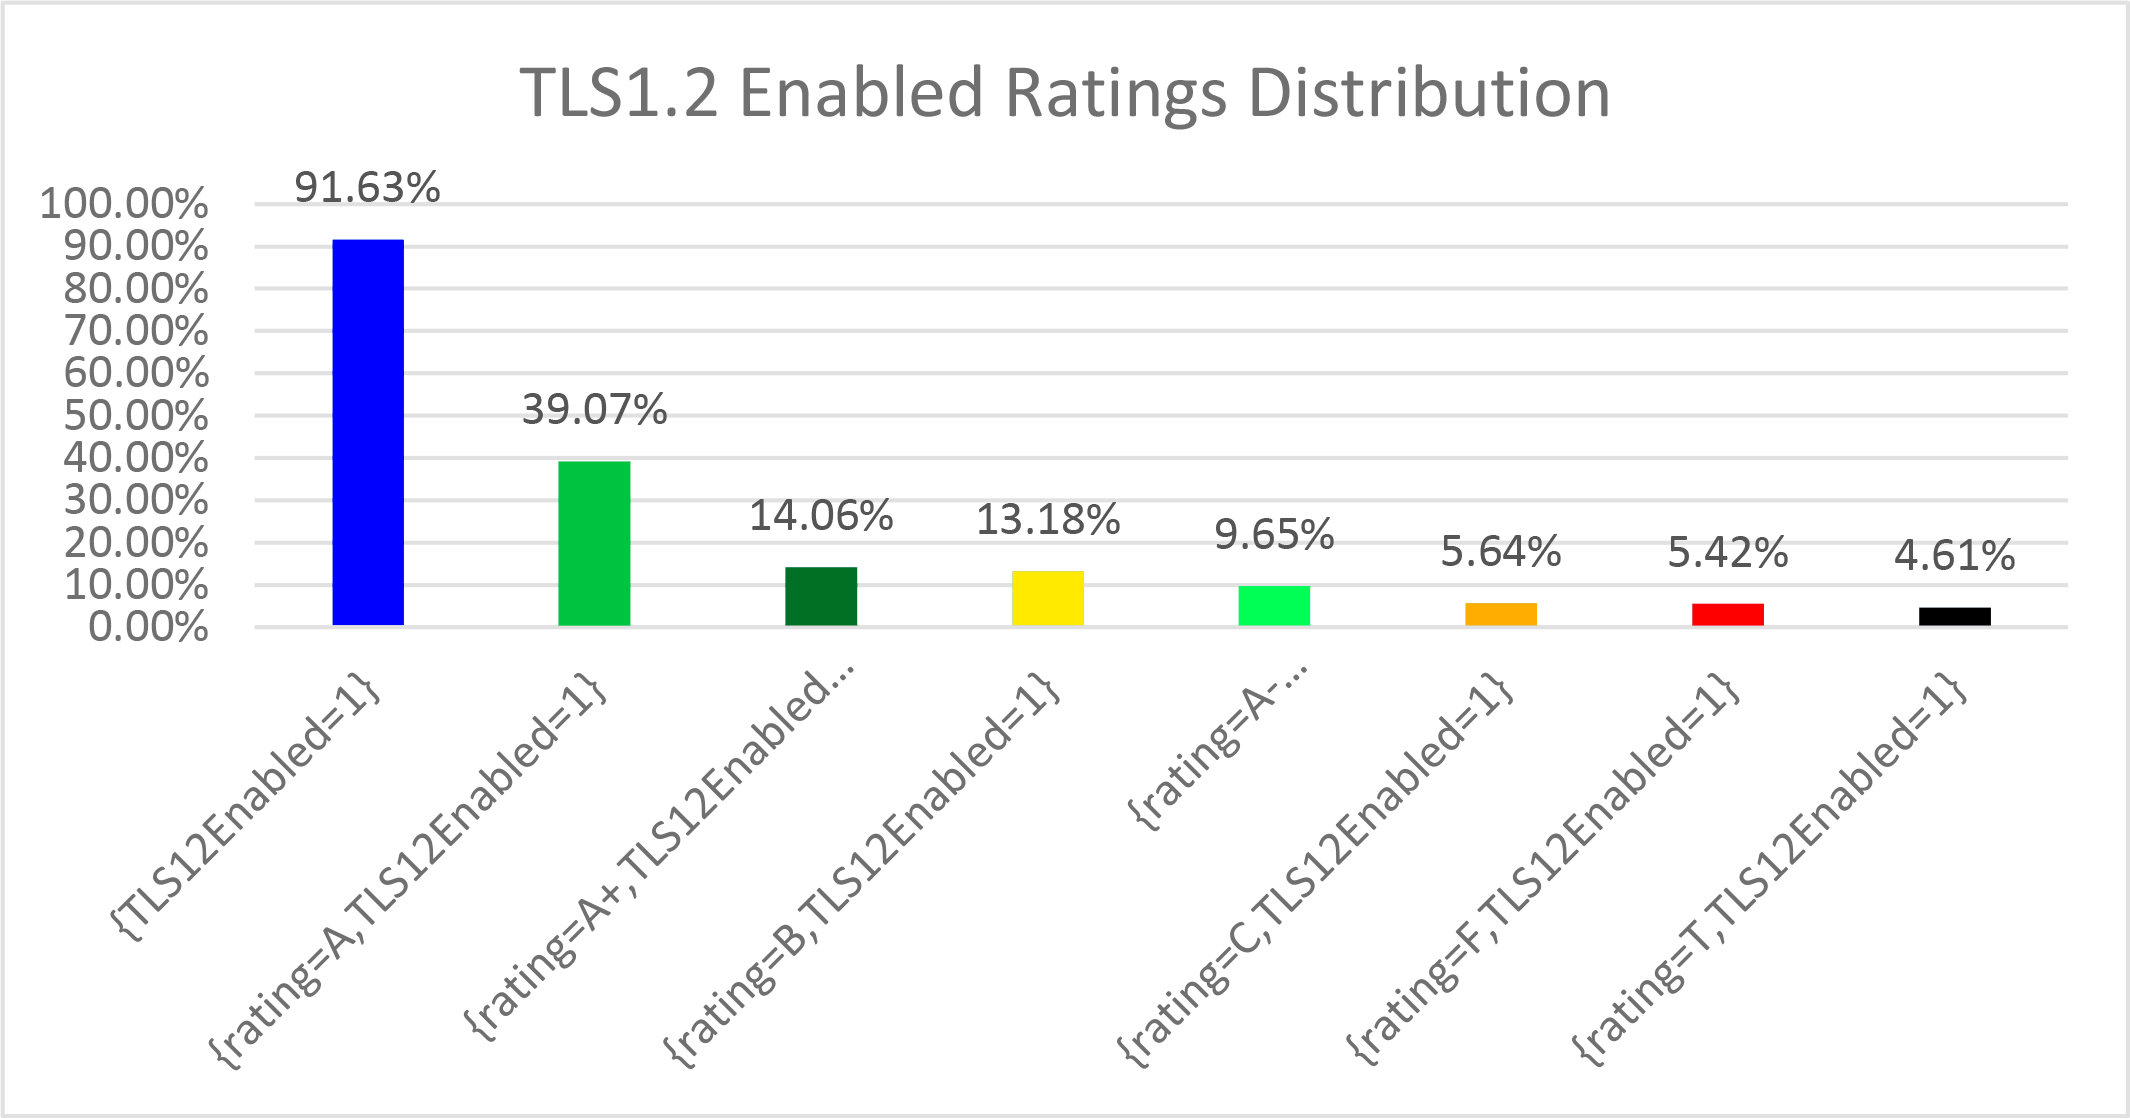 TLS1.2 Enabled Ratings Distribution
100.00%
90.00%
80.00%
70.00%
60.00%
50.00%
40.00%
30.00%
20.00%
10.00%
0.00%
91.63%
39.07%
14.06%
13.18%
9.65%
5.64%
5.42%
4.61%
{TLS12Enabled=1}
{rating=A,TLS12Enabled=1}
{rating=A+,TLS12Enabled...
{rating=B,TLS12Enabled=1}
{rating=A-...
{rating=C,TLS12Enabled=1}
{rating=F,TLS12Enabled=1}
{rating=T,TLS12Enabled=1}